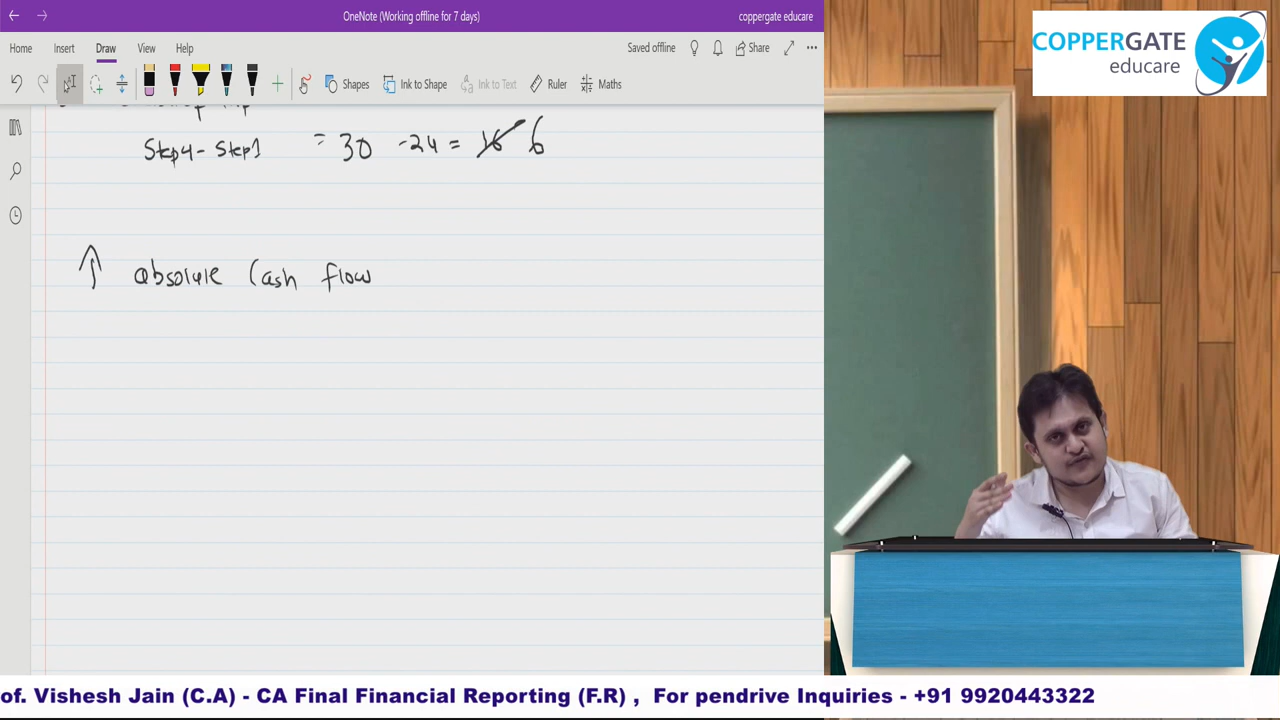 OneNote (Working offline for 7 days)
coppergate educare
Home Insert Draw View Help
Saved offline
Share
Shapes
Ink to Shape
Ink to Text
Ruler
Maths
COPPERGATE
educare
Step4 - Step1 = 30 - 24 = 16 6
↑ absolute Cash flow
of. Vishesh Jain (C.A) - CA Final Financial Reporting (F.R) , For pendrive Inquiries - +91 9920443322